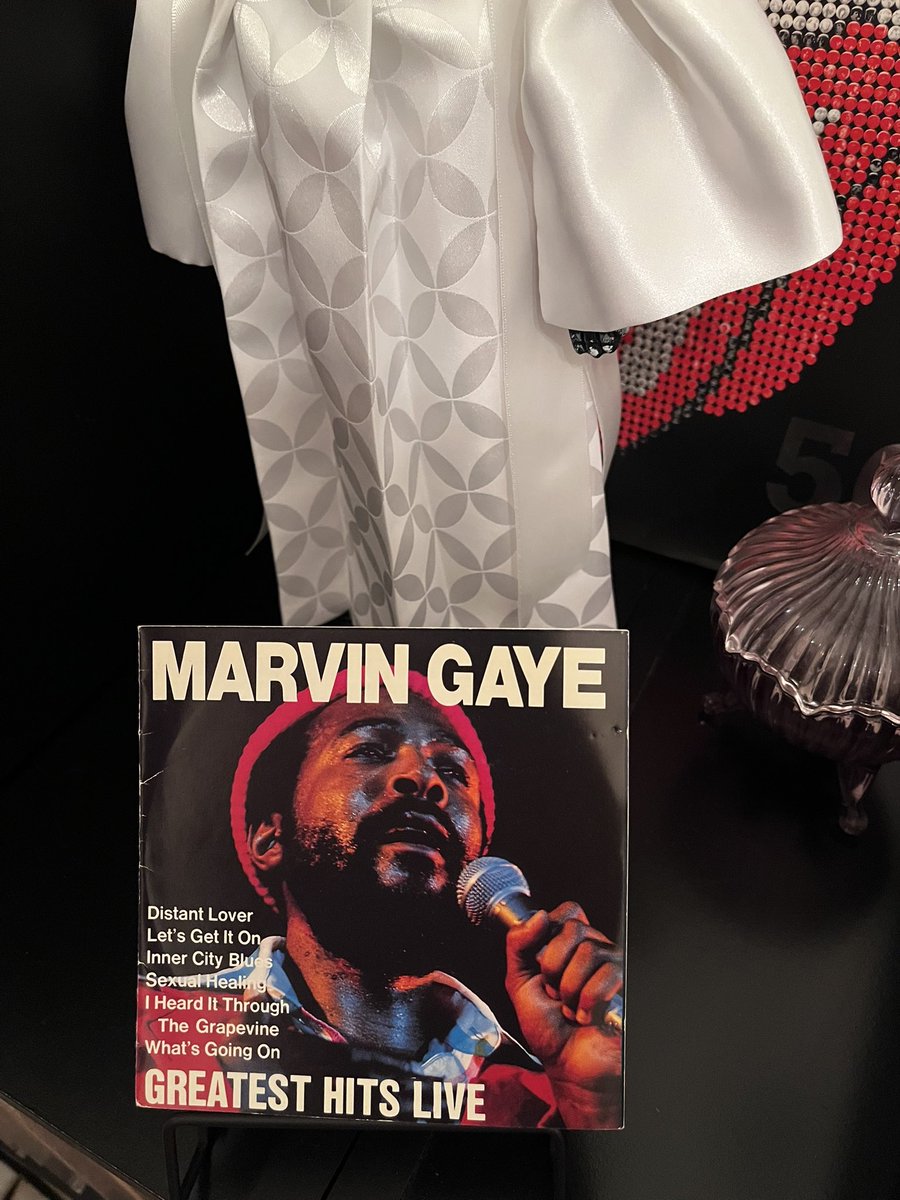 5
MARVIN GAYE
Distant Lover
Let's Get It On
Inner City Blues
Sexual Healing
I Heard It Through
The Grapevine
What's Going On
GREATEST HITS LIVE